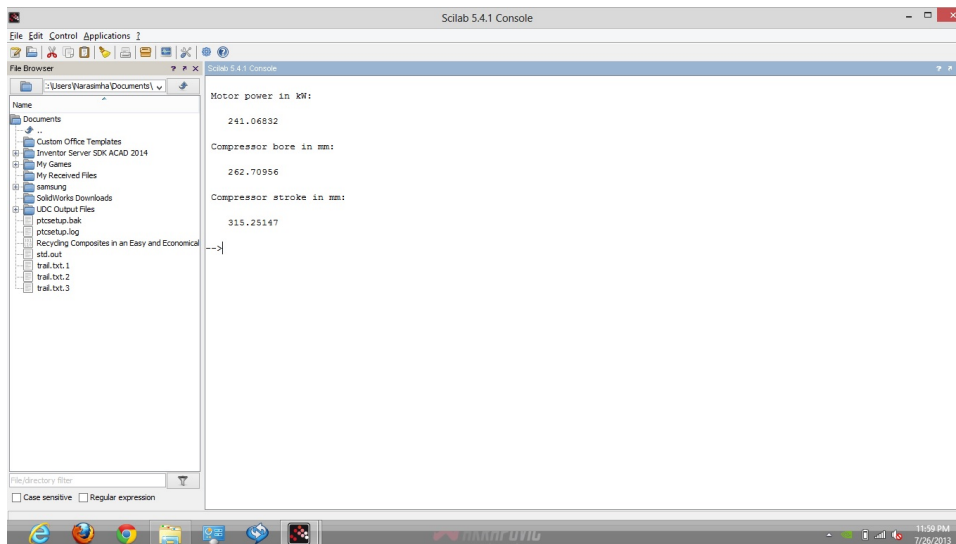 Scilab 5.4.1 Console
File Edit Control Applications ?
File Browser
Scilab 5.4.1 Console
:\Users\Narasimha\Documents\
Name
Documents
..
Custom Office Templates
Inventor Server SDK ACAD 2014
My Games
My Received Files
samsung
SolidWorks Downloads
UDC Output Files
ptcsetup.bak
ptcsetup.log
Recycling Composites in an Easy and Economical
std.out
trail.txt.1
trail.txt.2
trail.txt.3
Motor power in kW:
241.06832
Compressor bore in mm:
262.70956
Compressor stroke in mm:
315.25147
-->
File/directory filter
Case sensitive
Regular expression
AKRAPOVIC
11:59 PM
7/26/2013